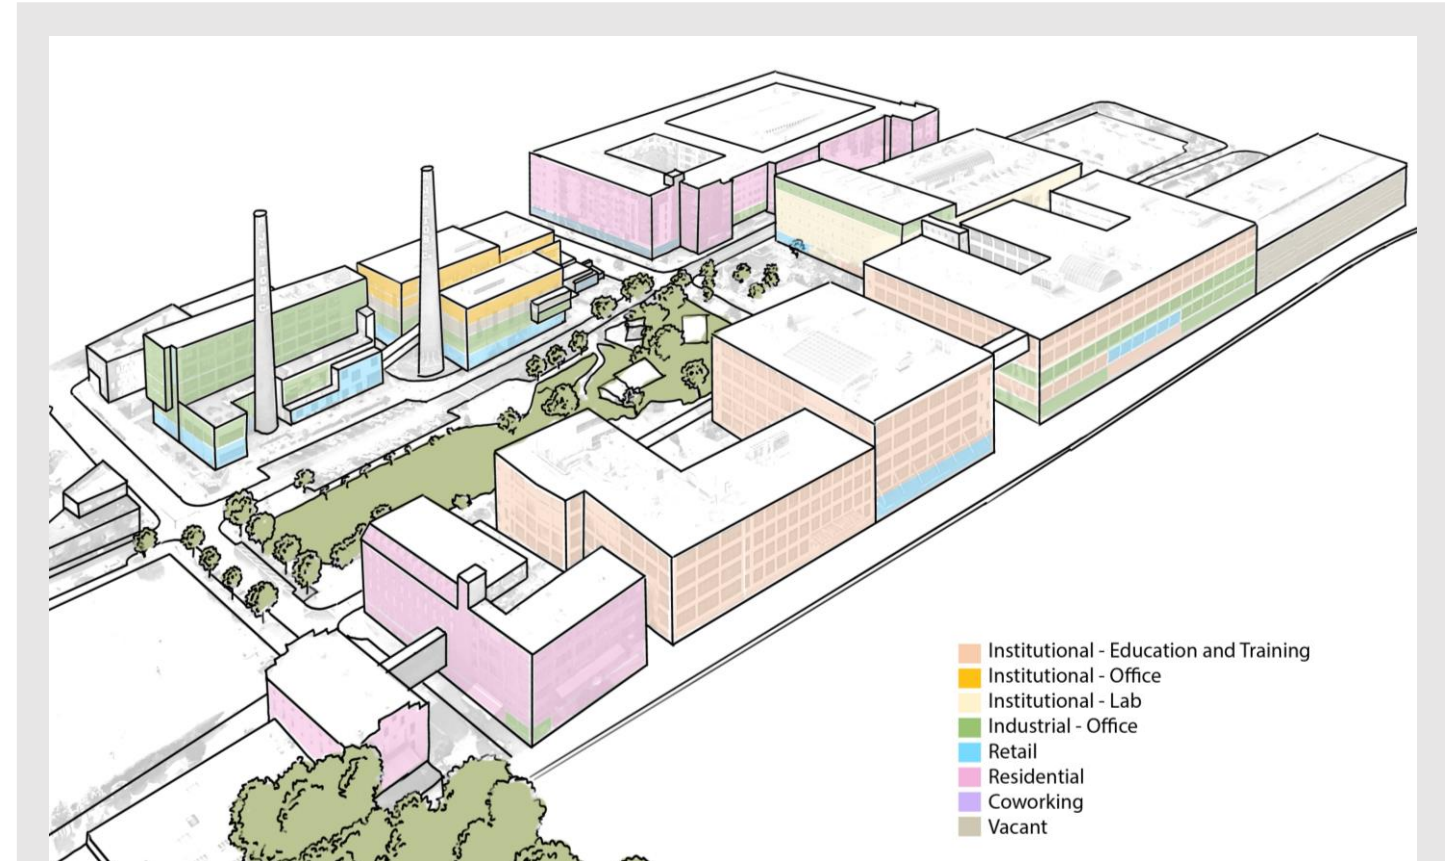 Institutional - Education and Training
Institutional - Office
Institutional - Lab
Industrial - Office
Retail
Residential
Coworking
Vacant